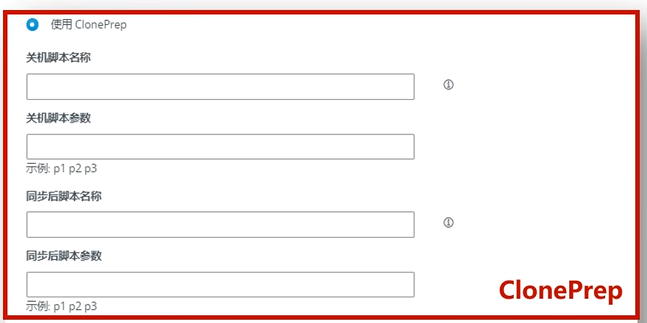 使用 ClonePrep
关机脚本名称
关机脚本参数
示例: p1 p2 p3
同步后脚本名称
同步后脚本参数
示例: p1 p2 p3
ClonePrep